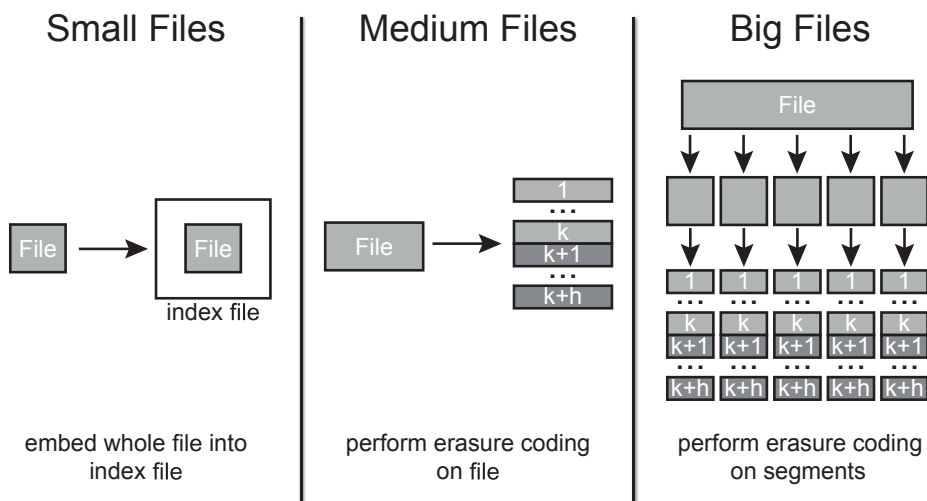 Small Files
File
File
index file
embed whole file into
index file
Medium Files
File
1
...
k
k+1
...
k+h
perform erasure coding
on file
Big Files
File
1 1 1 1 1
... ... ... ... ...
k k k k k
k+1 k+1 k+1 k+1 k+1
... ... ... ... ...
k+h k+h k+h k+h k+h
perform erasure coding
on segments